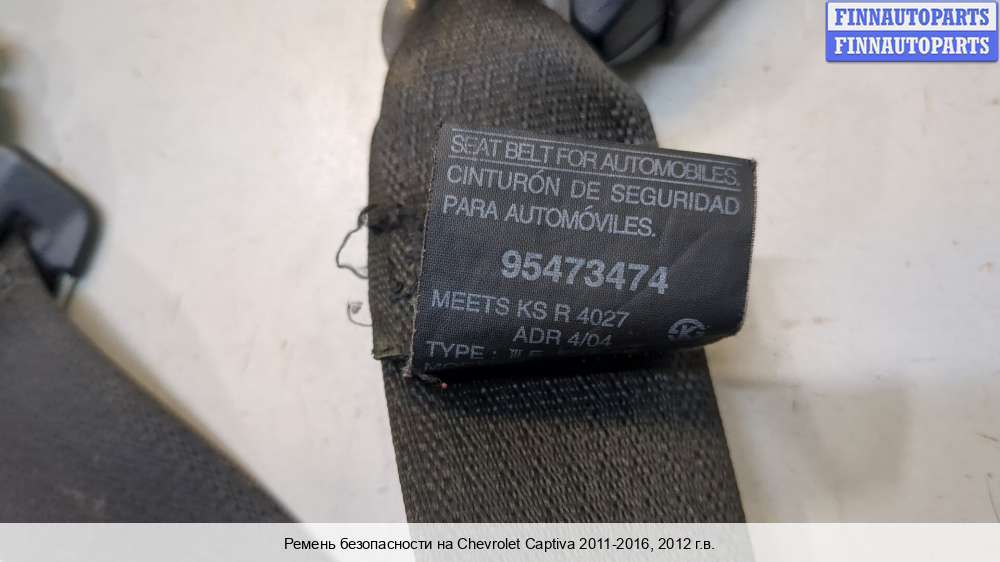 FINNAUTOPARTS
FINNAUTOPARTS
SEAT BELT FOR AUTOMOBILES.
CINTURÓN DE SEGURIDAD
PARA AUTOMÓVILES.
95473474
MEETS KS R 4027
ADR 4/04
TYPE :
Ремень безопасности на Chevrolet Captiva 2011-2016, 2012 г.в.